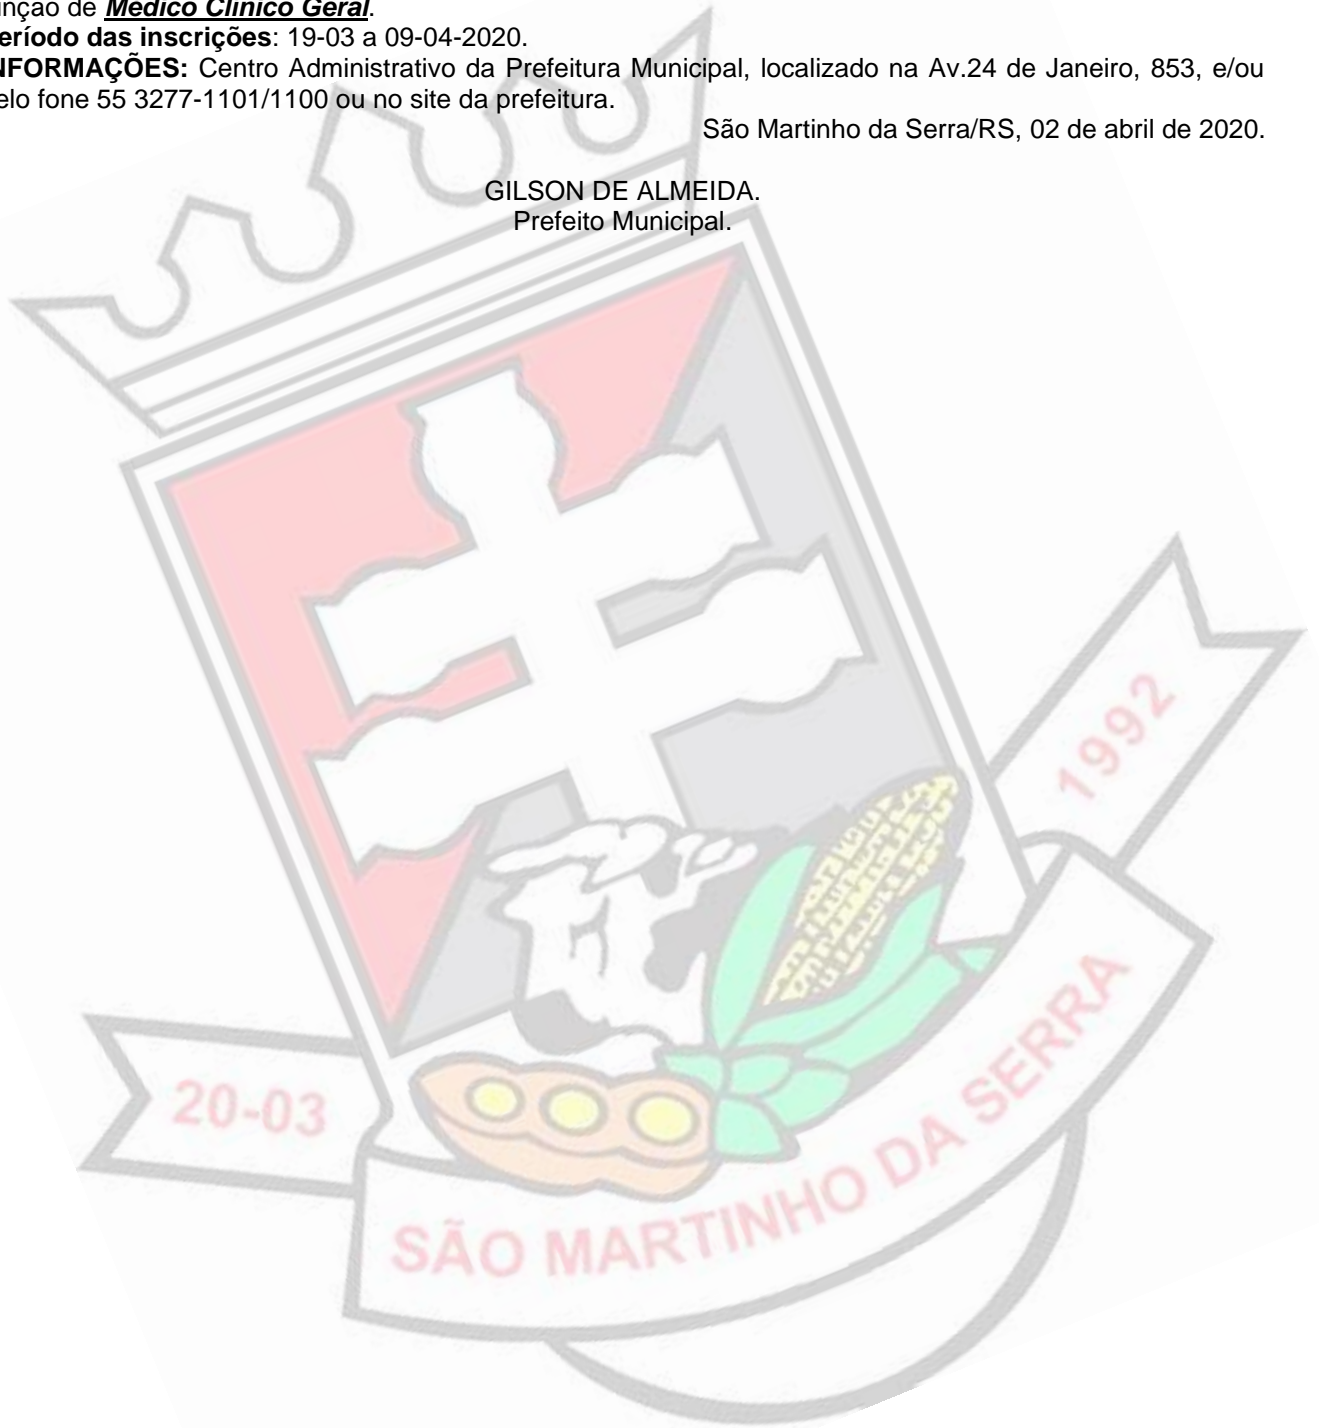 unção de Médico Clínico Geral.
eríodo das inscrições: 19-03 a 09-04-2020.
NFORMAÇÕES: Centro Administrativo da Prefeitura Municipal, localizado na Av.24 de Janeiro, 853, e/ou
elo fone 55 3277-1101/1100 ou no site da prefeitura.
São Martinho da Serra/RS, 02 de abril de 2020.
GILSON DE ALMEIDA.
Prefeito Municipal.
1992
20-03
SÃO MARTINHO DA SERRA